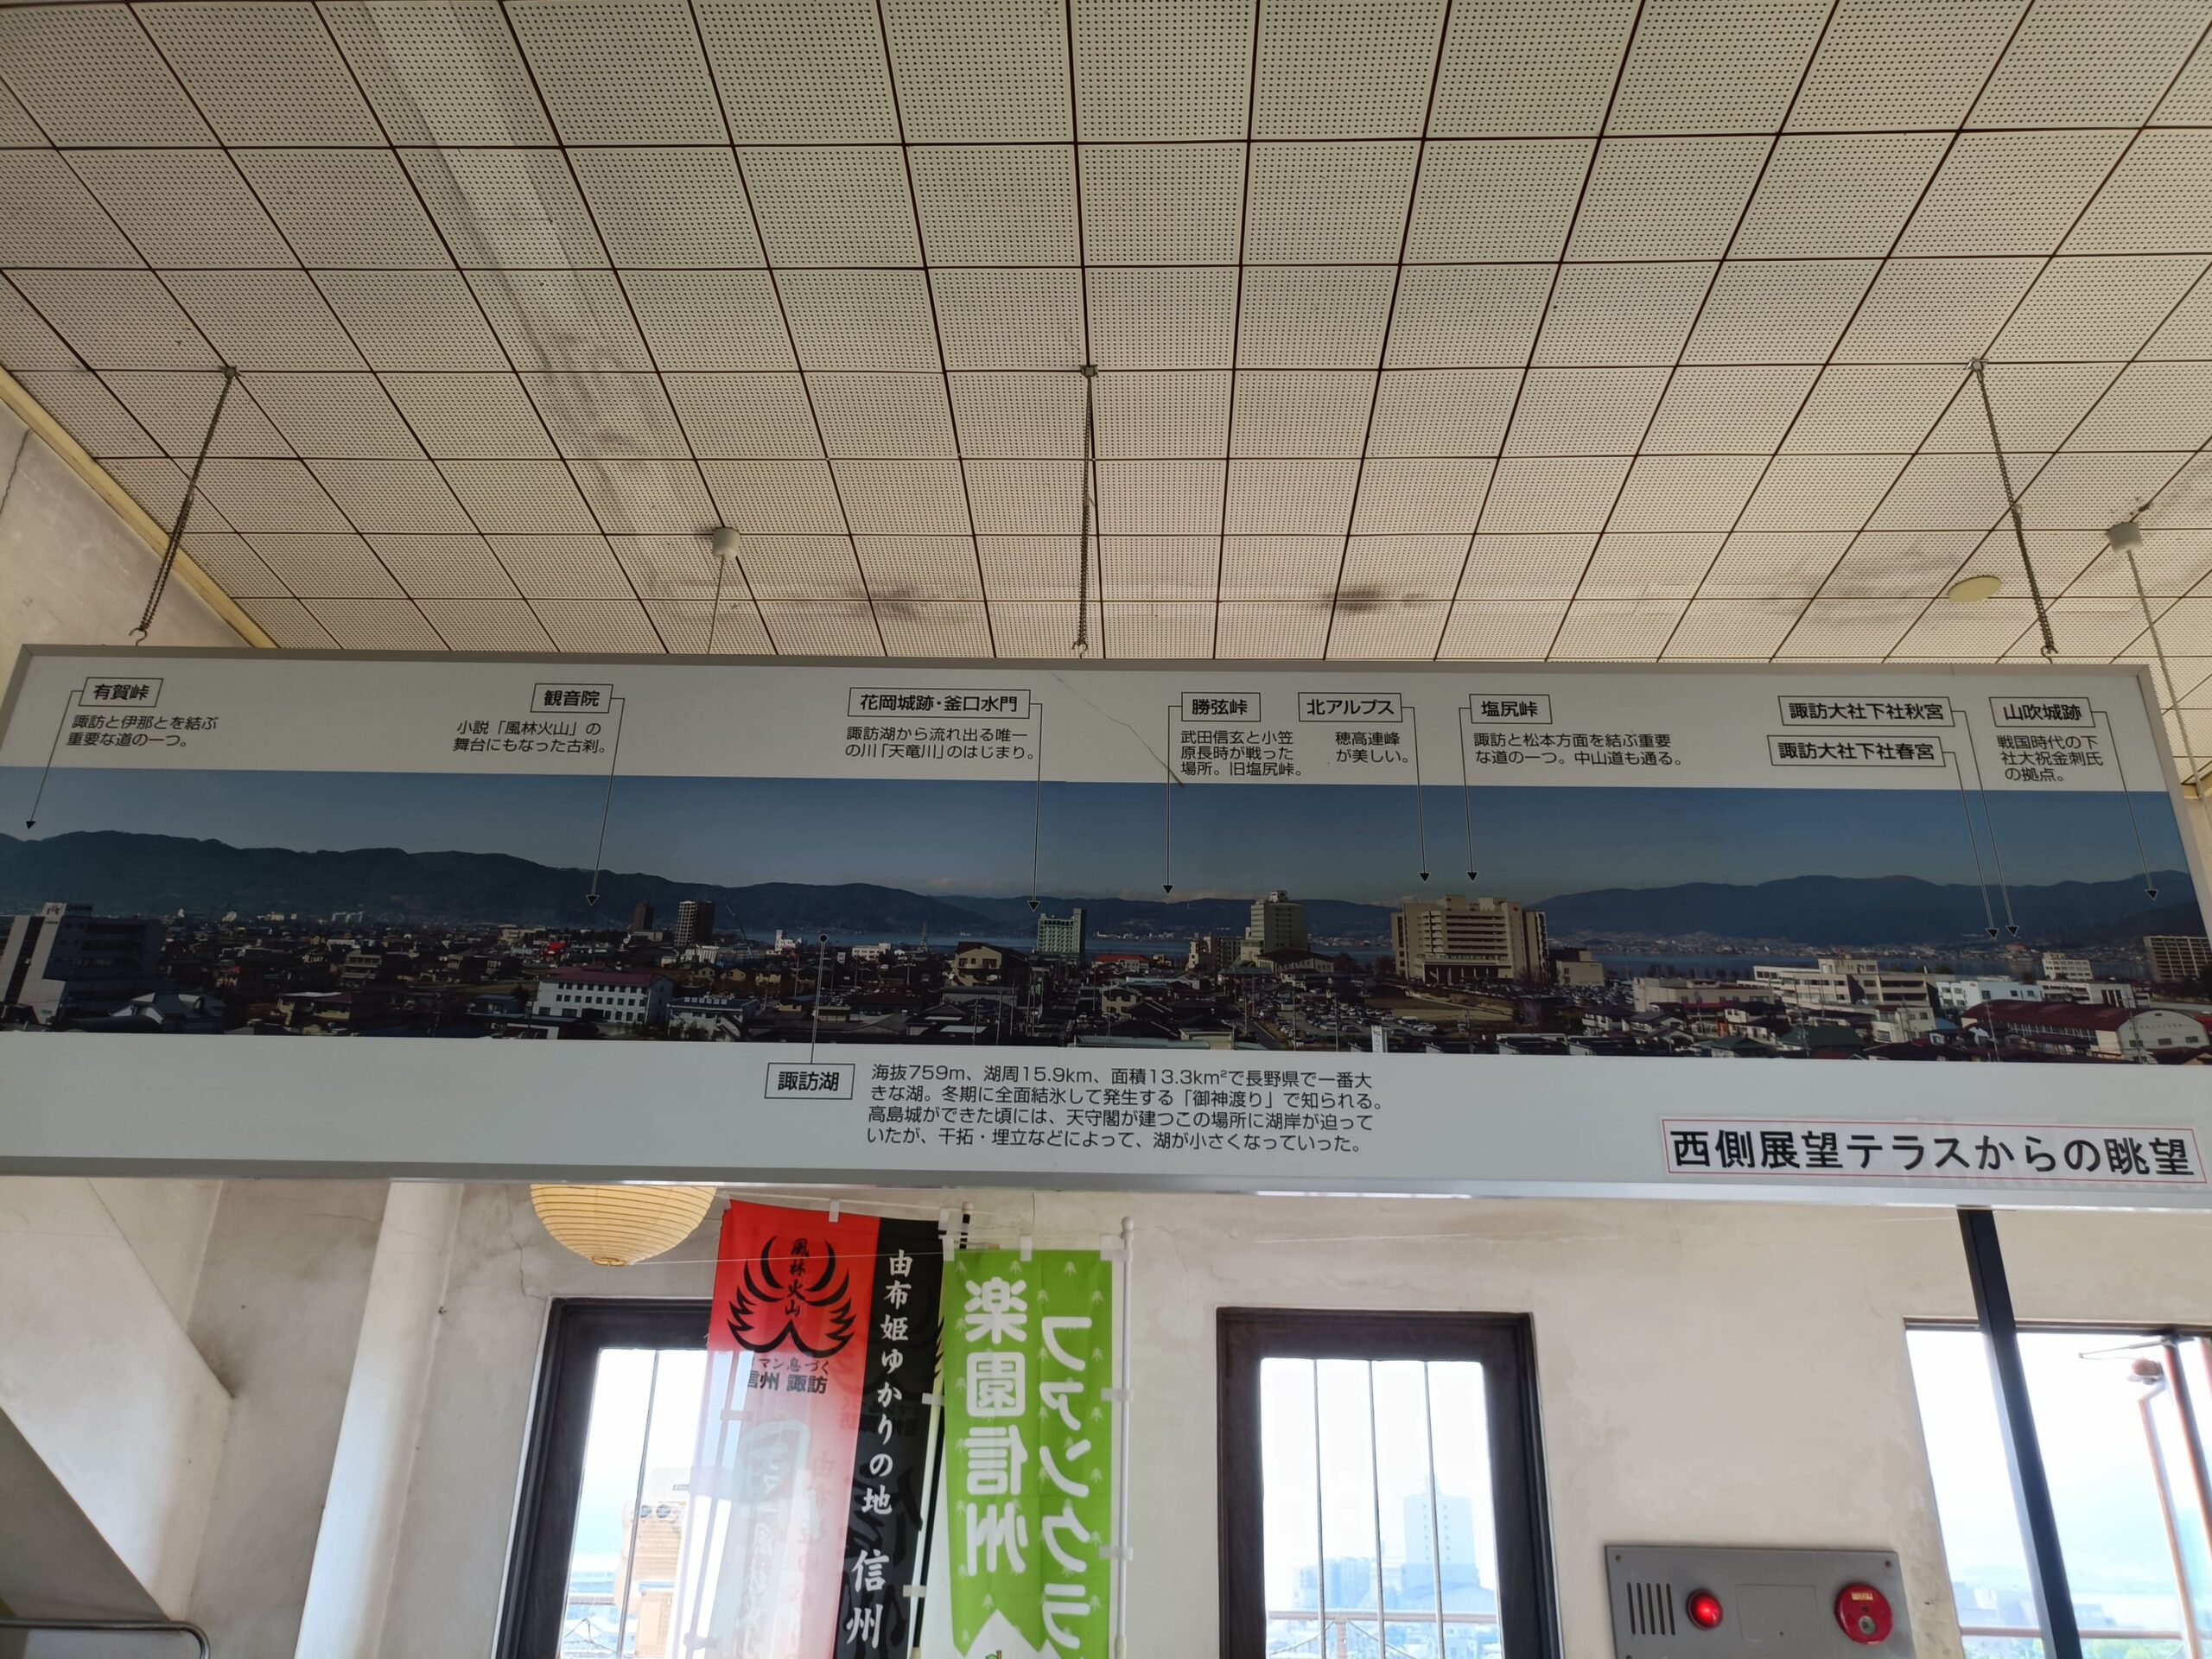 有賀峠
諏訪と伊那とを結ぶ
重要な道の一つ。
観音院
小説「風林火山」の
舞台にもなった古刹。
花岡城跡・釜口水門
諏訪湖から流れ出る唯一
の川「天竜川」のはじまり。
勝弦峠
武田信玄と小笠
原長時が戦った
場所。旧塩尻峠。
北アルプス
穂高連峰
が美しい。
塩尻峠
諏訪と松本方面を結ぶ重要
な道の一つ。中山道も通る。
諏訪大社下社秋宮
諏訪大社下社春宮
山吹城跡
戦国時代の下
社大祝金刺氏
の拠点。
諏訪湖
海抜759m、湖周15.9km、面積13.3km²で長野県で一番大
きな湖。冬期に全面結氷して発生する「御神渡り」で知られる。
高島城ができた頃には、天守閣が建つこの場所に湖岸が迫って
いたが、干拓・埋立などによって、湖が小さくなっていった。
西側展望テラスからの眺望
風林火山
マン息づく
信州 諏訪
由布姫ゆかりの地 信州
楽園信州
ファンクラ